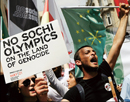 NO SOCHI
OLYMPICS
ON THE LAND
OF GENOCIDE